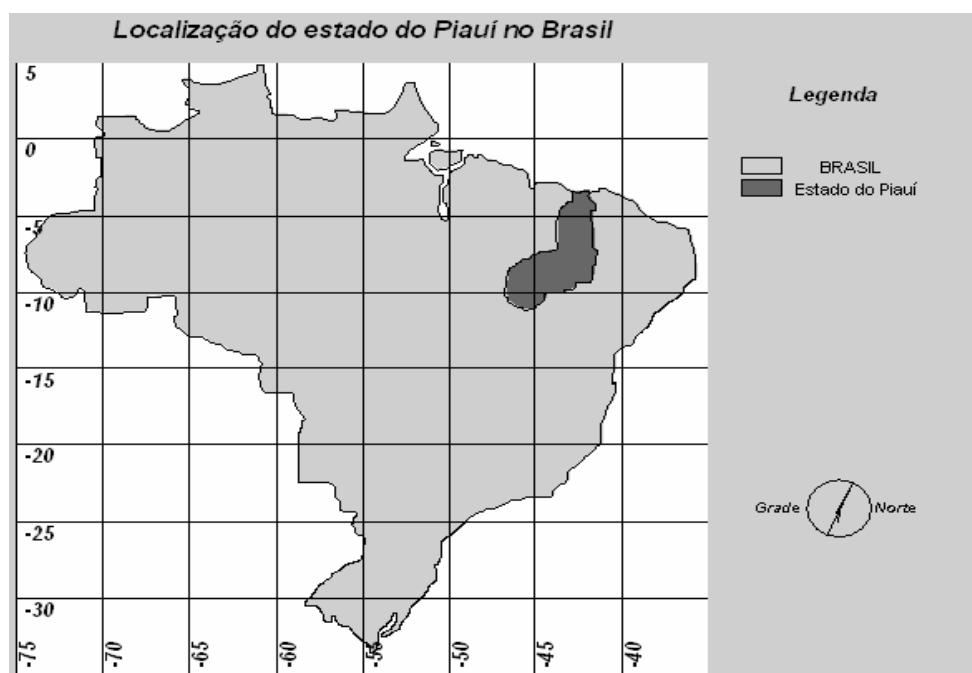 Localização do estado do Piauí no Brasil
Legenda
BRASIL
Estado do Piauí
Grade Norte
5
0
-5
-10
-15
-20
-25
-30
-75 -70 -65 -60 -55 -50 -45 -40